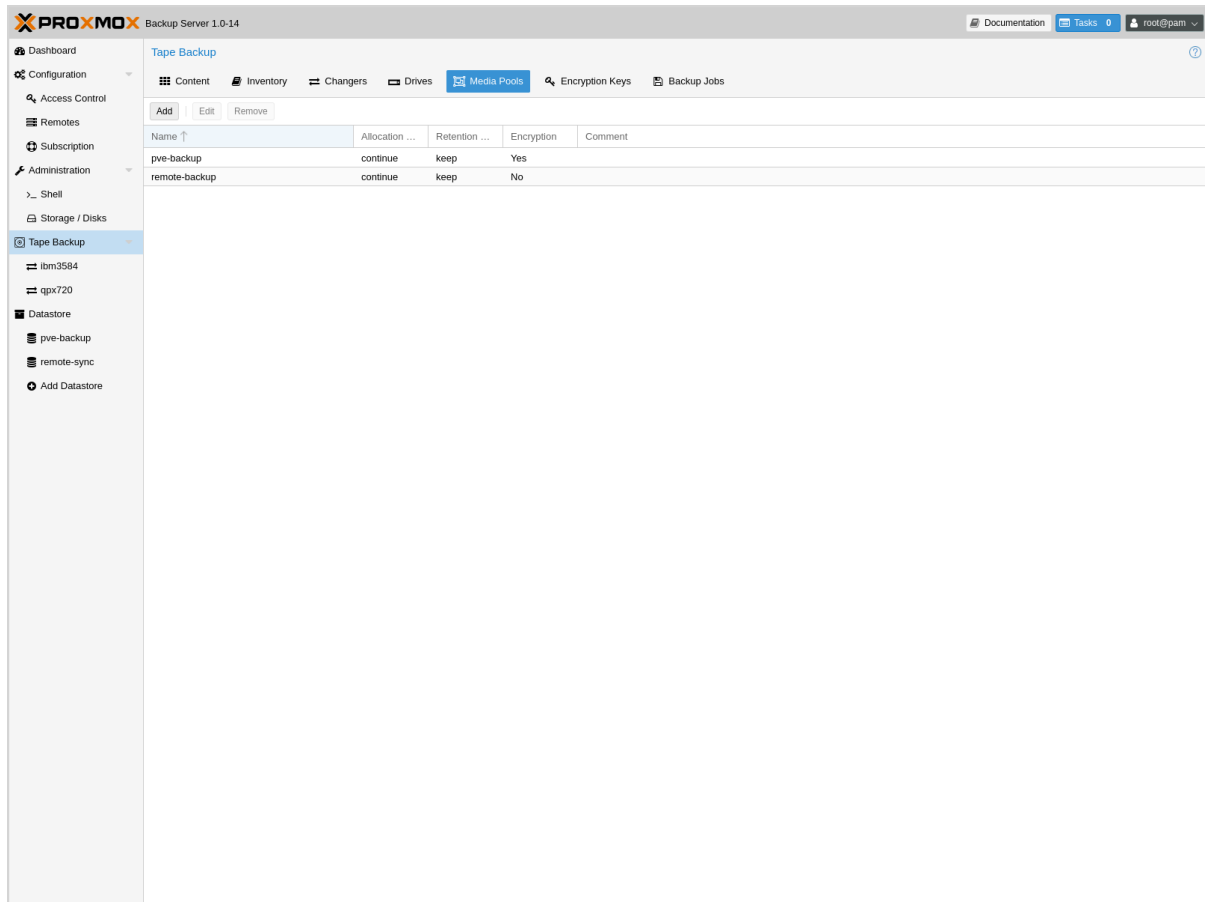 PROXMOX Backup Server 1.0-14
Documentation
Tasks 0
root@pam
Dashboard
Configuration
Access Control
Remotes
Subscription
Administration
Shell
Storage / Disks
Tape Backup
ibm3584
qpx720
Datastore
pve-backup
remote-sync
Add Datastore
Tape Backup
Content Inventory Changers Drives Media Pools Encryption Keys Backup Jobs
Add Edit Remove
Name Allocation ... Retention ... Encryption Comment
pve-backup continue keep Yes
remote-backup continue keep No